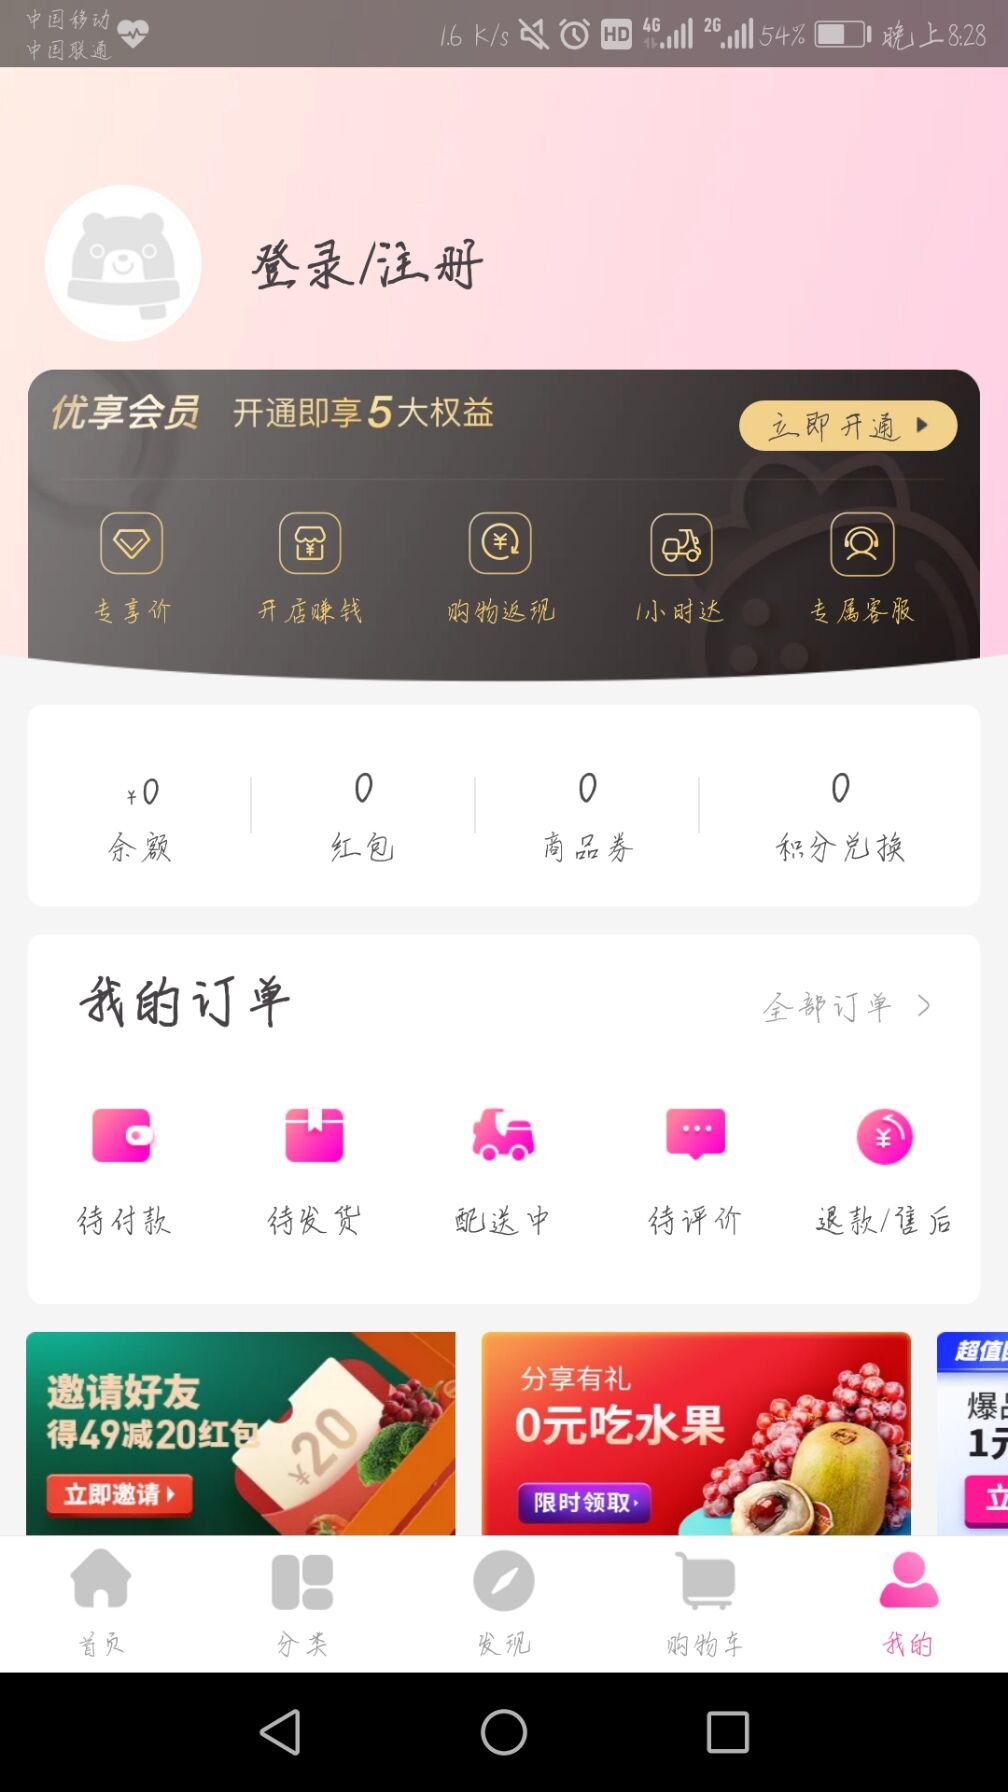 中国移动
中国联通
1.6 K/s HD 4G 2G 54% 晚上8:28
登录/注册
优享会员 开通即享5大权益 立即开通
专享价 开店赚钱 购物返现 1小时达 专属客服
¥0 0 0 0
余额 红包 商品券 积分兑换
我的订单 全部订单
待付款 待发货 配送中 待评价 退款/售后
邀请好友
得49减20红包
¥20
立即邀请
分享有礼
0元吃水果
限时领取
超值
爆品
1元
立
首页 分类 发现 购物车 我的